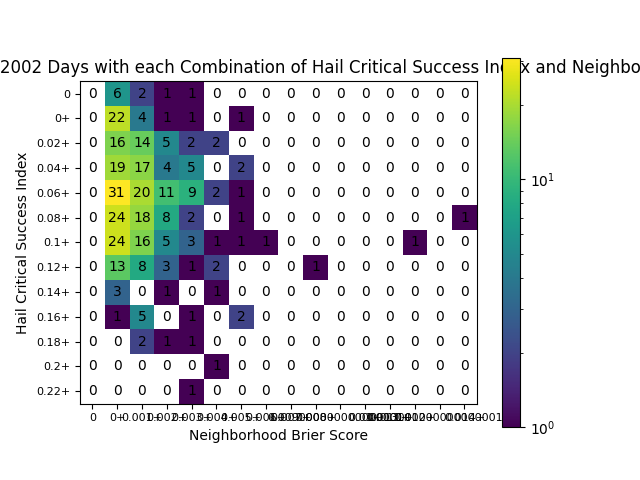 2002 Days with each Combination of Hail Critical Success Index and Neighbo
Hail Critical Success Index
0 0 6 2 1 1 0 0 0 0 0 0 0 0 0 0 0
0+ 0 22 4 1 1 0 1 0 0 0 0 0 0 0 0 0
0.02+ 0 16 14 5 2 2 0 0 0 0 0 0 0 0 0 0
0.04+ 0 19 17 4 5 0 2 0 0 0 0 0 0 0 0 0
0.06+ 0 31 20 11 9 2 1 0 0 0 0 0 0 0 0 0
0.08+ 0 24 18 8 2 0 1 0 0 0 0 0 0 0 0 1
0.1+ 0 24 16 5 3 1 1 1 0 0 0 0 0 1 0 0
0.12+ 0 13 8 3 1 2 0 0 0 1 0 0 0 0 0 0
0.14+ 0 3 0 1 0 1 0 0 0 0 0 0 0 0 0 0
0.16+ 0 1 5 0 1 0 2 0 0 0 0 0 0 0 0 0
0.18+ 0 0 2 1 1 0 0 0 0 0 0 0 0 0 0 0
0.2+ 0 0 0 0 0 1 0 0 0 0 0 0 0 0 0 0
0.22+ 0 0 0 0 1 0 0 0 0 0 0 0 0 0 0 0
0 0+
Neighborhood Brier Score
10^1
10^0